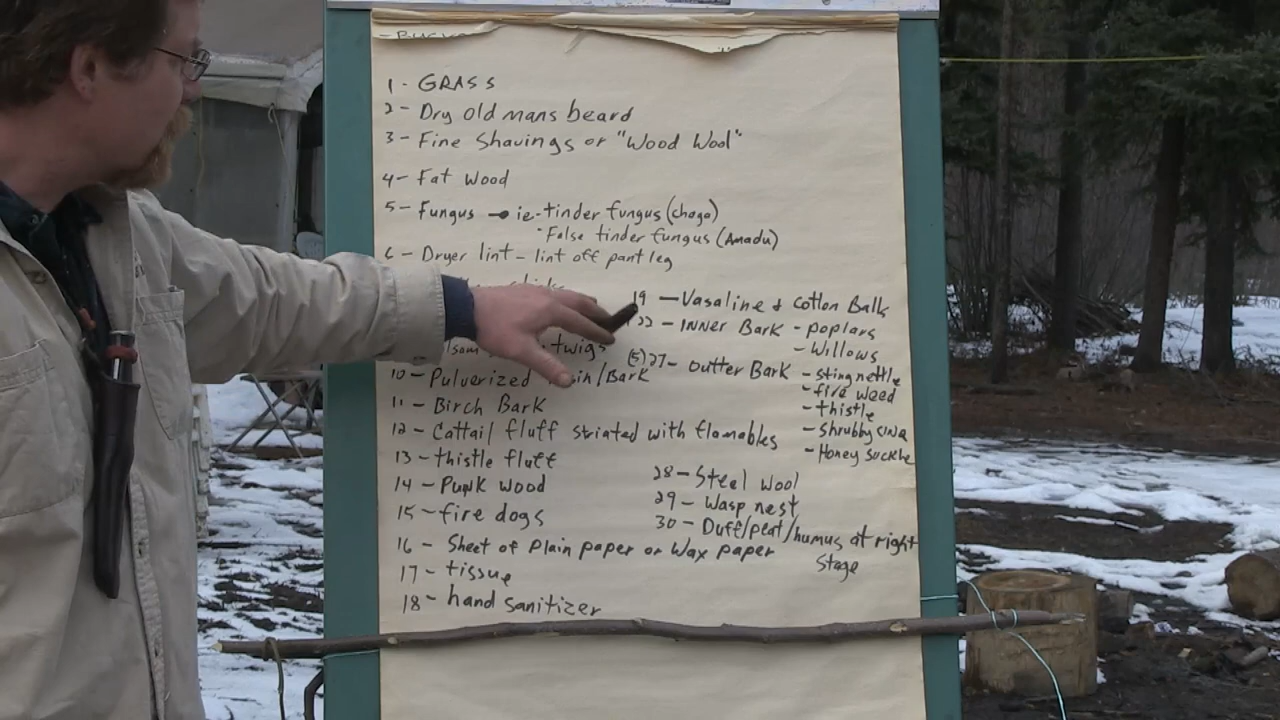 1- GRASS
2- Dry old mans beard
3- Fine Shavings or "Wood Wool"
4- Fat Wood
5- Fungus - ie-tinder fungus (chaga)
-False tinder fungus (Amadu)
6- Dryer lint - lint off pant leg
twigs
10- Pulverized /Bark
11- Birch Bark
12- Cattail fluff striated with flamables
13- thistle fluff
14- Punk wood
15- fire dogs
16- Sheet of Plain paper or Wax paper
17- tissue
18- hand sanitizer
19 - Vasaline & Cotton Balls
22- INNER BARK - poplars
- Willows
(5) 27- Outter Bark - sting nettle
- fire weed
- thistle
- Shrubby cinq
- Honey Suckle
28- Steel wool
29- Wasp nest
30- Duff/peat/humus at right
Stage